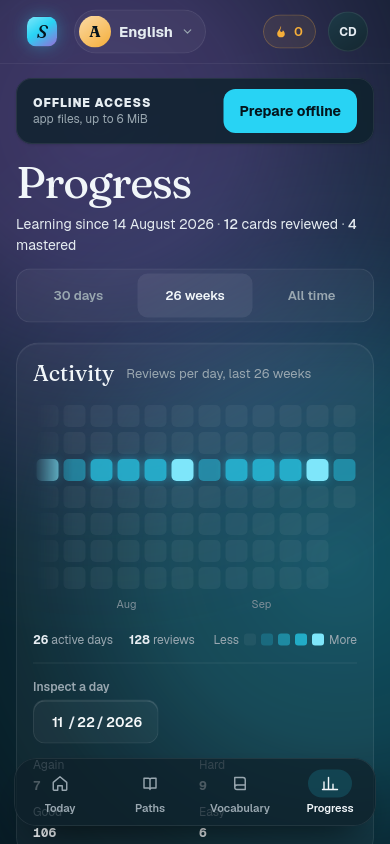 S
A English
0
CD
OFFLINE ACCESS
app files, up to 6 MiB
Prepare offline
Progress
Learning since 14 August 2026 · 12 cards reviewed · 4
mastered
30 days
26 weeks
All time
Activity Reviews per day, last 26 weeks
Aug Sep
26 active days 128 reviews Less More
Inspect a day
11 / 22 / 2026
Again Hard
7 9
Today Paths Vocabulary Progress
Good Easy
106 6